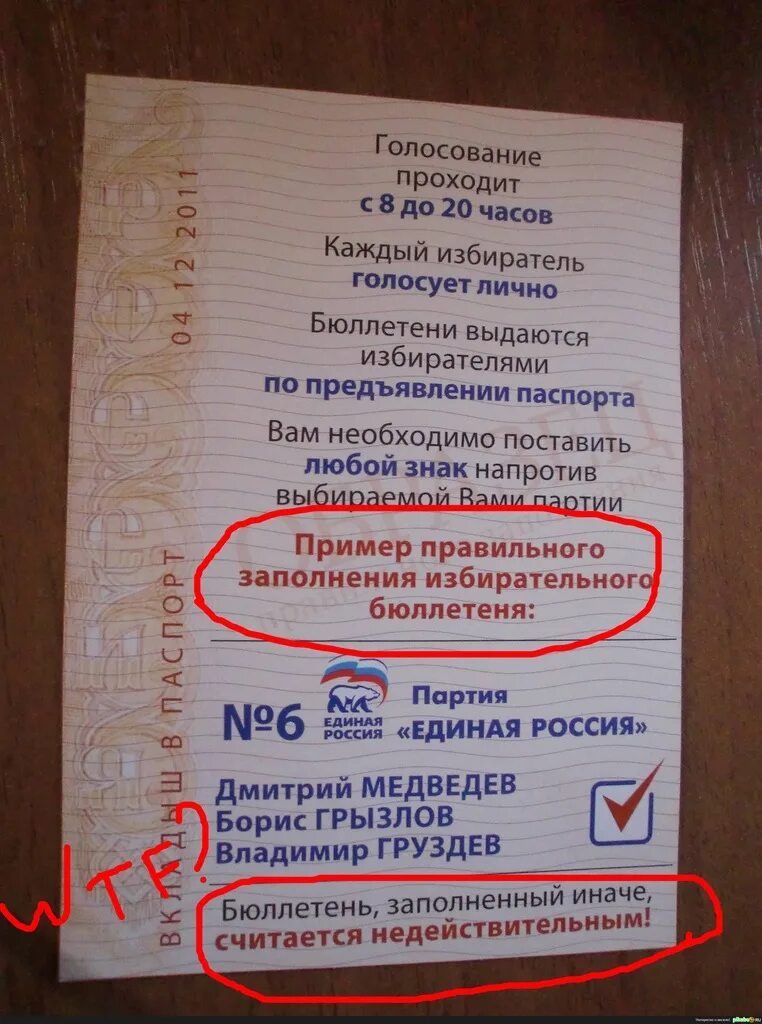 Голосование
проходит
с 8 до 20 часов
Каждый избиратель
голосует лично
Бюллетени выдаются
избирателями
по предъявлении паспорта
Вам необходимо поставить
любой знак напротив
выбираемой Вами партии
ОБРАЗЕЦ
Пример правильного
заполнения избирательного
бюллетеня:
№6
ЕДИНАЯ
РОССИЯ
Партия
«ЕДИНАЯ РОССИЯ»
Дмитрий МЕДВЕДЕВ
Борис ГРЫЗЛОВ
Владимир ГРУЗДЕВ
Бюллетень, заполненный иначе,
считается недействительным!
ВКЛАДЫШ В ПАСПОРТ 04 12 2011
WTF?